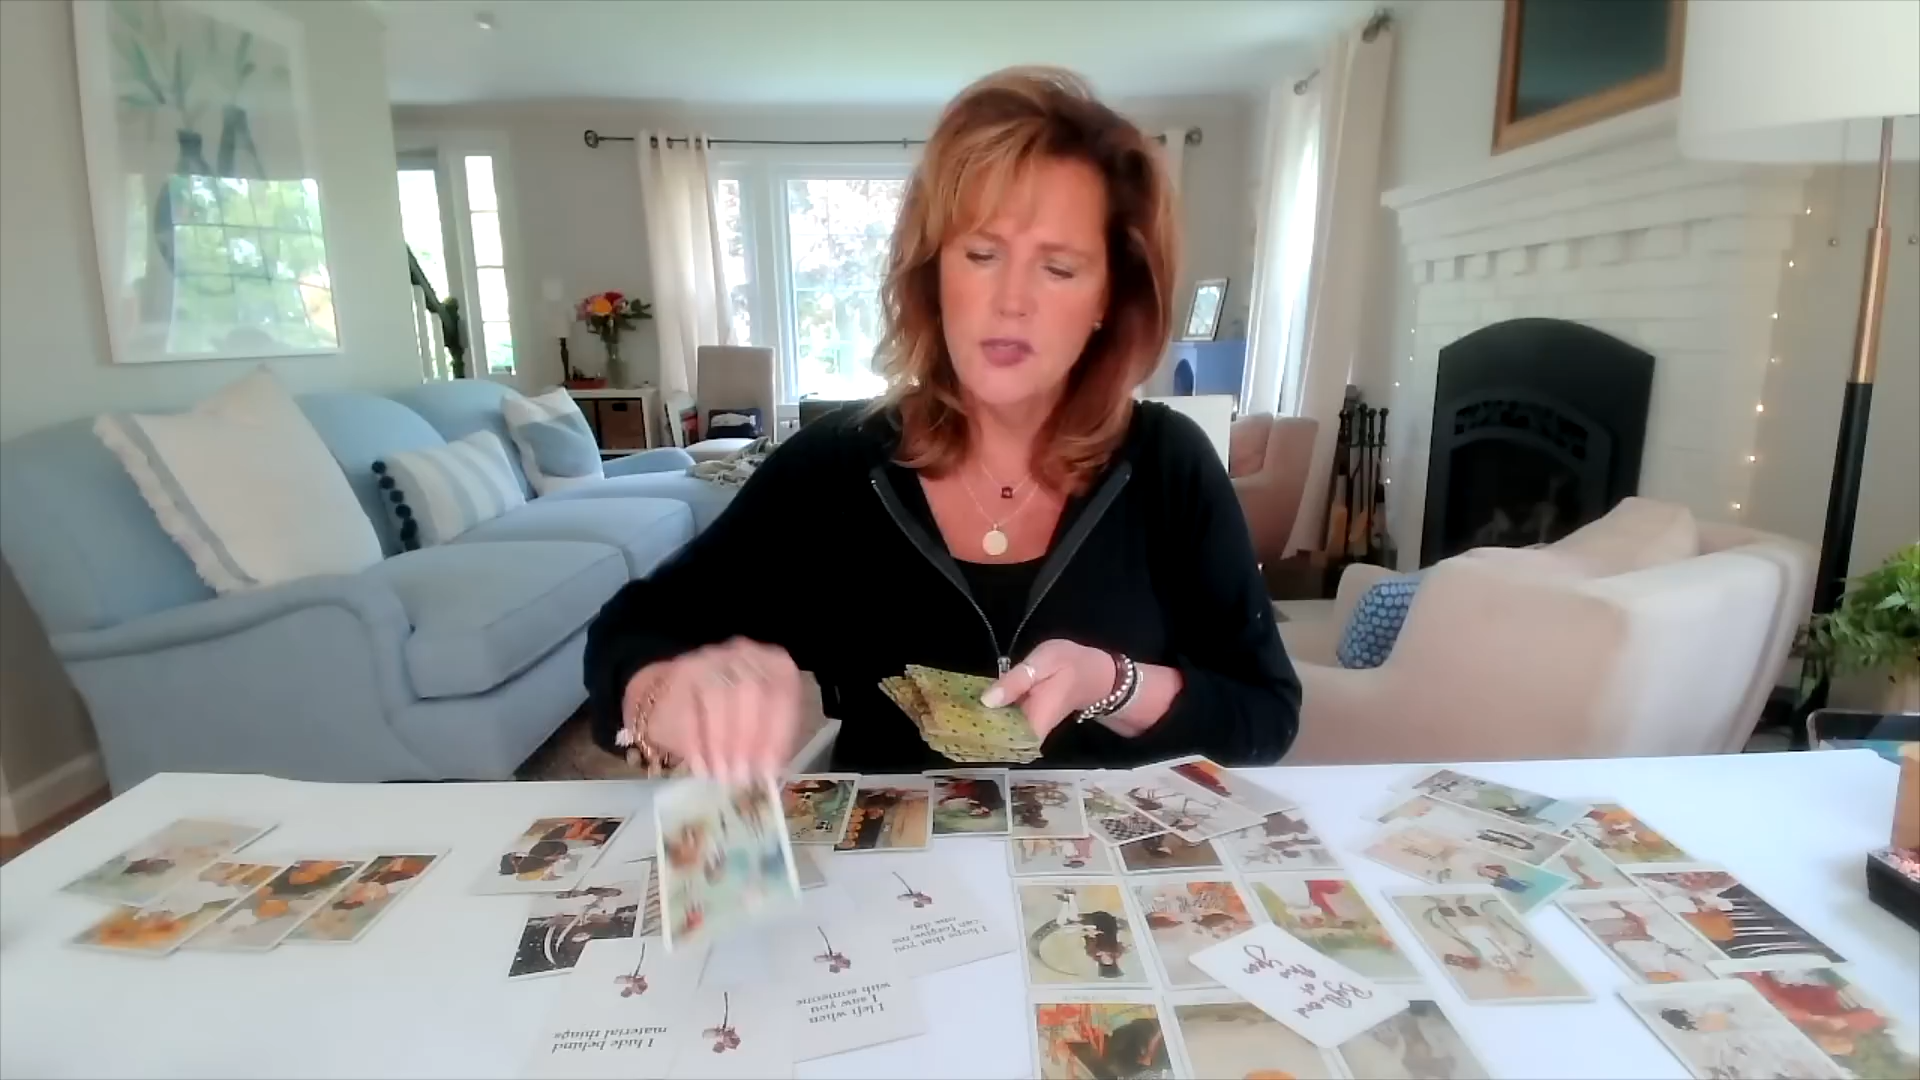 I hope that you
can forgive me
one day
I left when
I saw you
with someone
I hide behind
material things